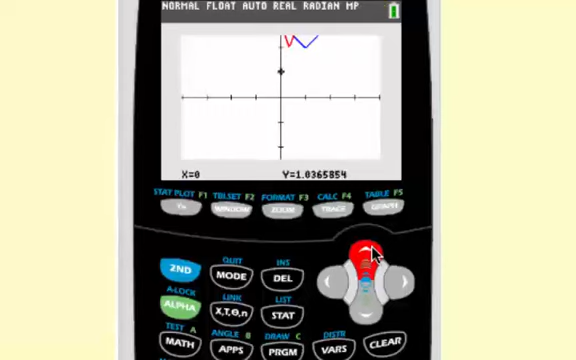 NORMAL FLOAT AUTO REAL RADIAN MP
X=0 Y=1.0365854
STAT PLOT F1 TBLSET F2 FORMAT F3 CALC F4 TABLE F5
Y= WINDOW ZOOM TRACE GRAPH
QUIT INS
2ND MODE DEL
A-LOCK LINK LIST
ALPHA X,T,θ,n STAT
TEST A ANGLE B DRAW C DISTR
MATH APPS PRGM VARS CLEAR